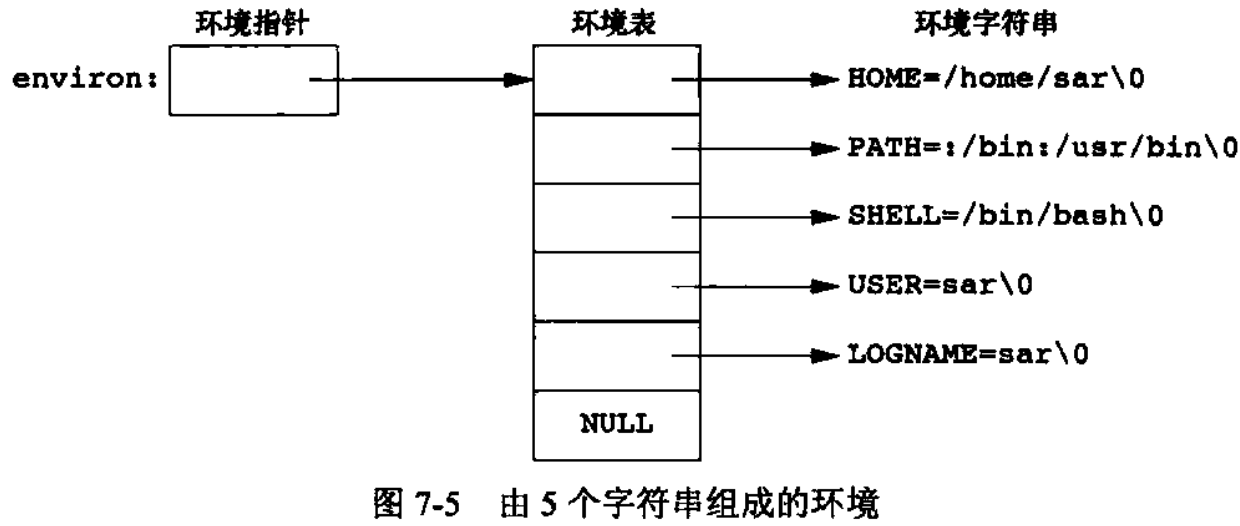 环境指针 环境表 环境字符串
environ: HOME=/home/sar\0
PATH=:/bin:/usr/bin\0
SHELL=/bin/bash\0
USER=sar\0
LOGNAME=sar\0
NULL
图 7-5 由 5 个字符串组成的环境